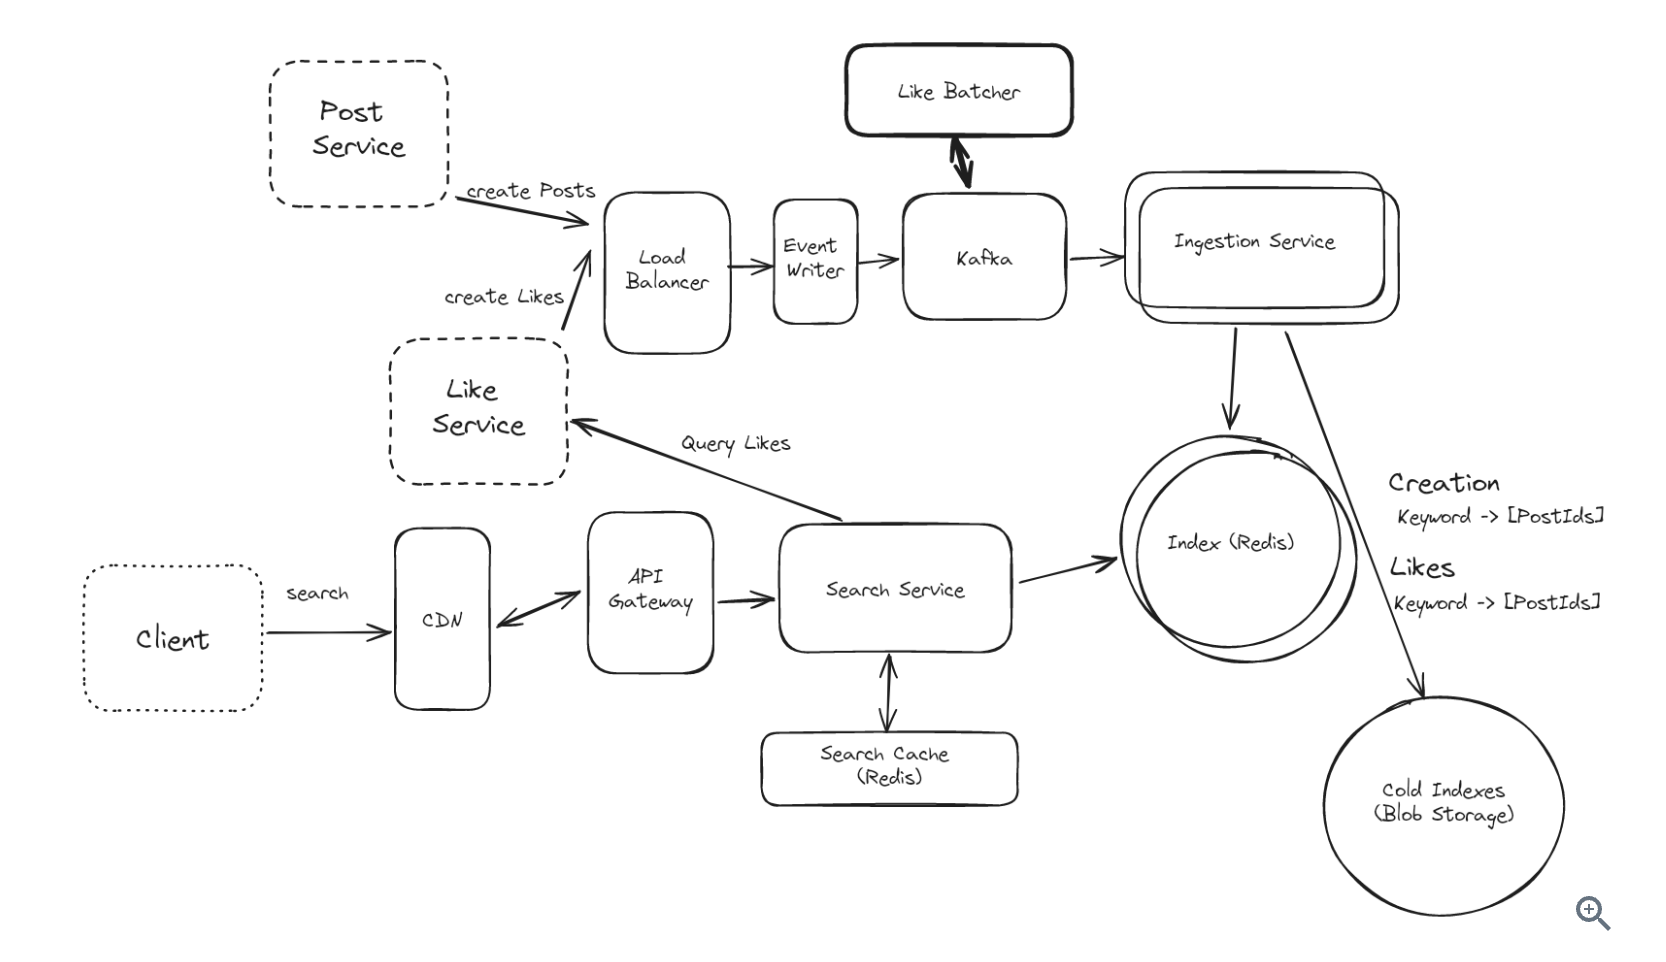 Like Batcher
Post
Service
create Posts
Load
Balancer
Event
Writer
Kafka
Ingestion Service
create Likes
Like
Service
Query Likes
Creation
Keyword -> [PostIds]
Likes
Keyword -> [PostIds]
Index (Redis)
Client
search
CDN
API
Gateway
Search Service
Search Cache
(Redis)
Cold Indexes
(Blob Storage)